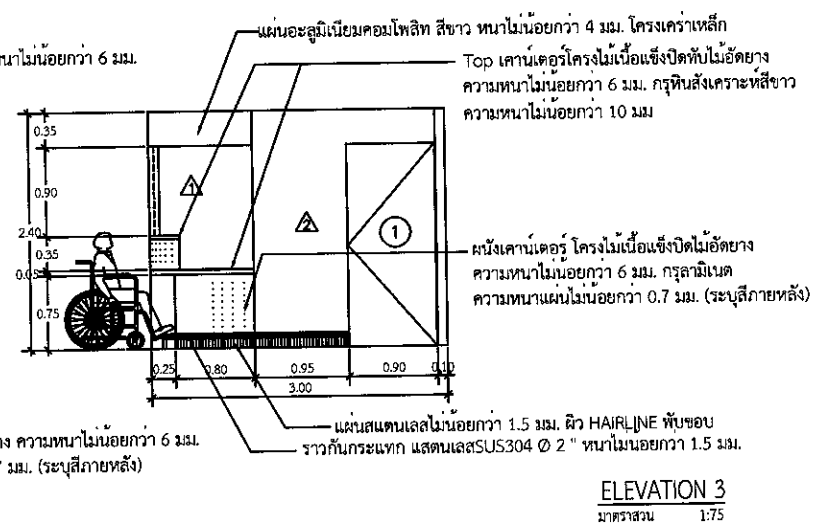 แผ่นอะลูมิเนียมคอมโพสิท สีขาว หนาไม่น้อยกว่า 4 มม. โครงเคร่าเหล็ก
หนาไม่น้อยกว่า 6 มม.
Top เคาน์เตอร์โครงไม้เนื้อแข็งปิดทับไม้อัดยาง
ความหนาไม่น้อยกว่า 6 มม. กรุหินสังเคราะห์สีขาว
ความหนาไม่น้อยกว่า 10 มม
0.35
0.90
2.40
0.35
0.05
0.75
1
2
1
ผนังเคาน์เตอร์ โครงไม้เนื้อแข็งปิดไม้อัดยาง
ความหนาไม่น้อยกว่า 6 มม. กรุลามิเนต
ความหนาแผ่นไม่น้อยกว่า 0.7 มม. (ระบุสีภายหลัง)
0.25 0.80 0.95 0.90 0.10
3.00
แผ่นสแตนเลสไม่น้อยกว่า 1.5 มม. ผิว HAIRLINE พับขอบ
ราวกันกระแทก แสตนเลสSUS304 Ø 2 " หนาไม่น้อยกว่า 1.5 มม.
ความหนาไม่น้อยกว่า 6 มม.
มม. (ระบุสีภายหลัง)
ELEVATION 3
มาตราส่วน 1:75